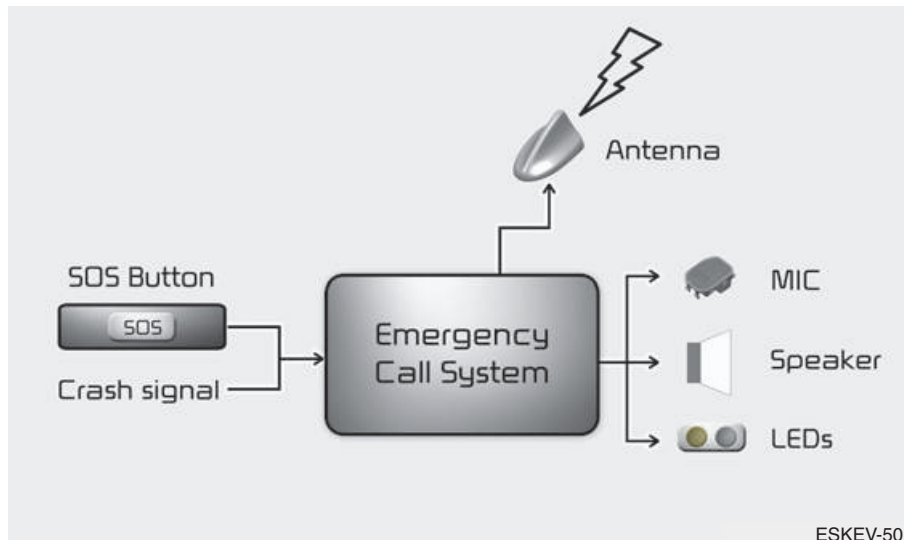 Antenna
SOS Button
SOS
Crash signal
Emergency
Call System
MIC
Speaker
LEDs
ESKEV-50